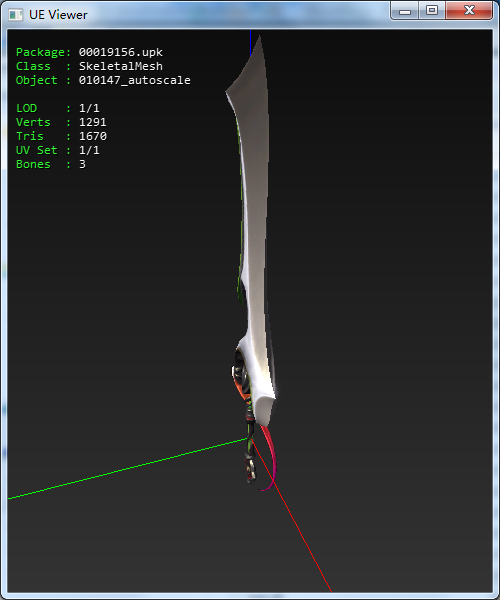 UE Viewer
Package: 00019156.upk
Class  : SkeletalMesh
Object : 010147_autoscale
LOD    : 1/1
Verts  : 1291
Tris   : 1670
UV Set : 1/1
Bones  : 3